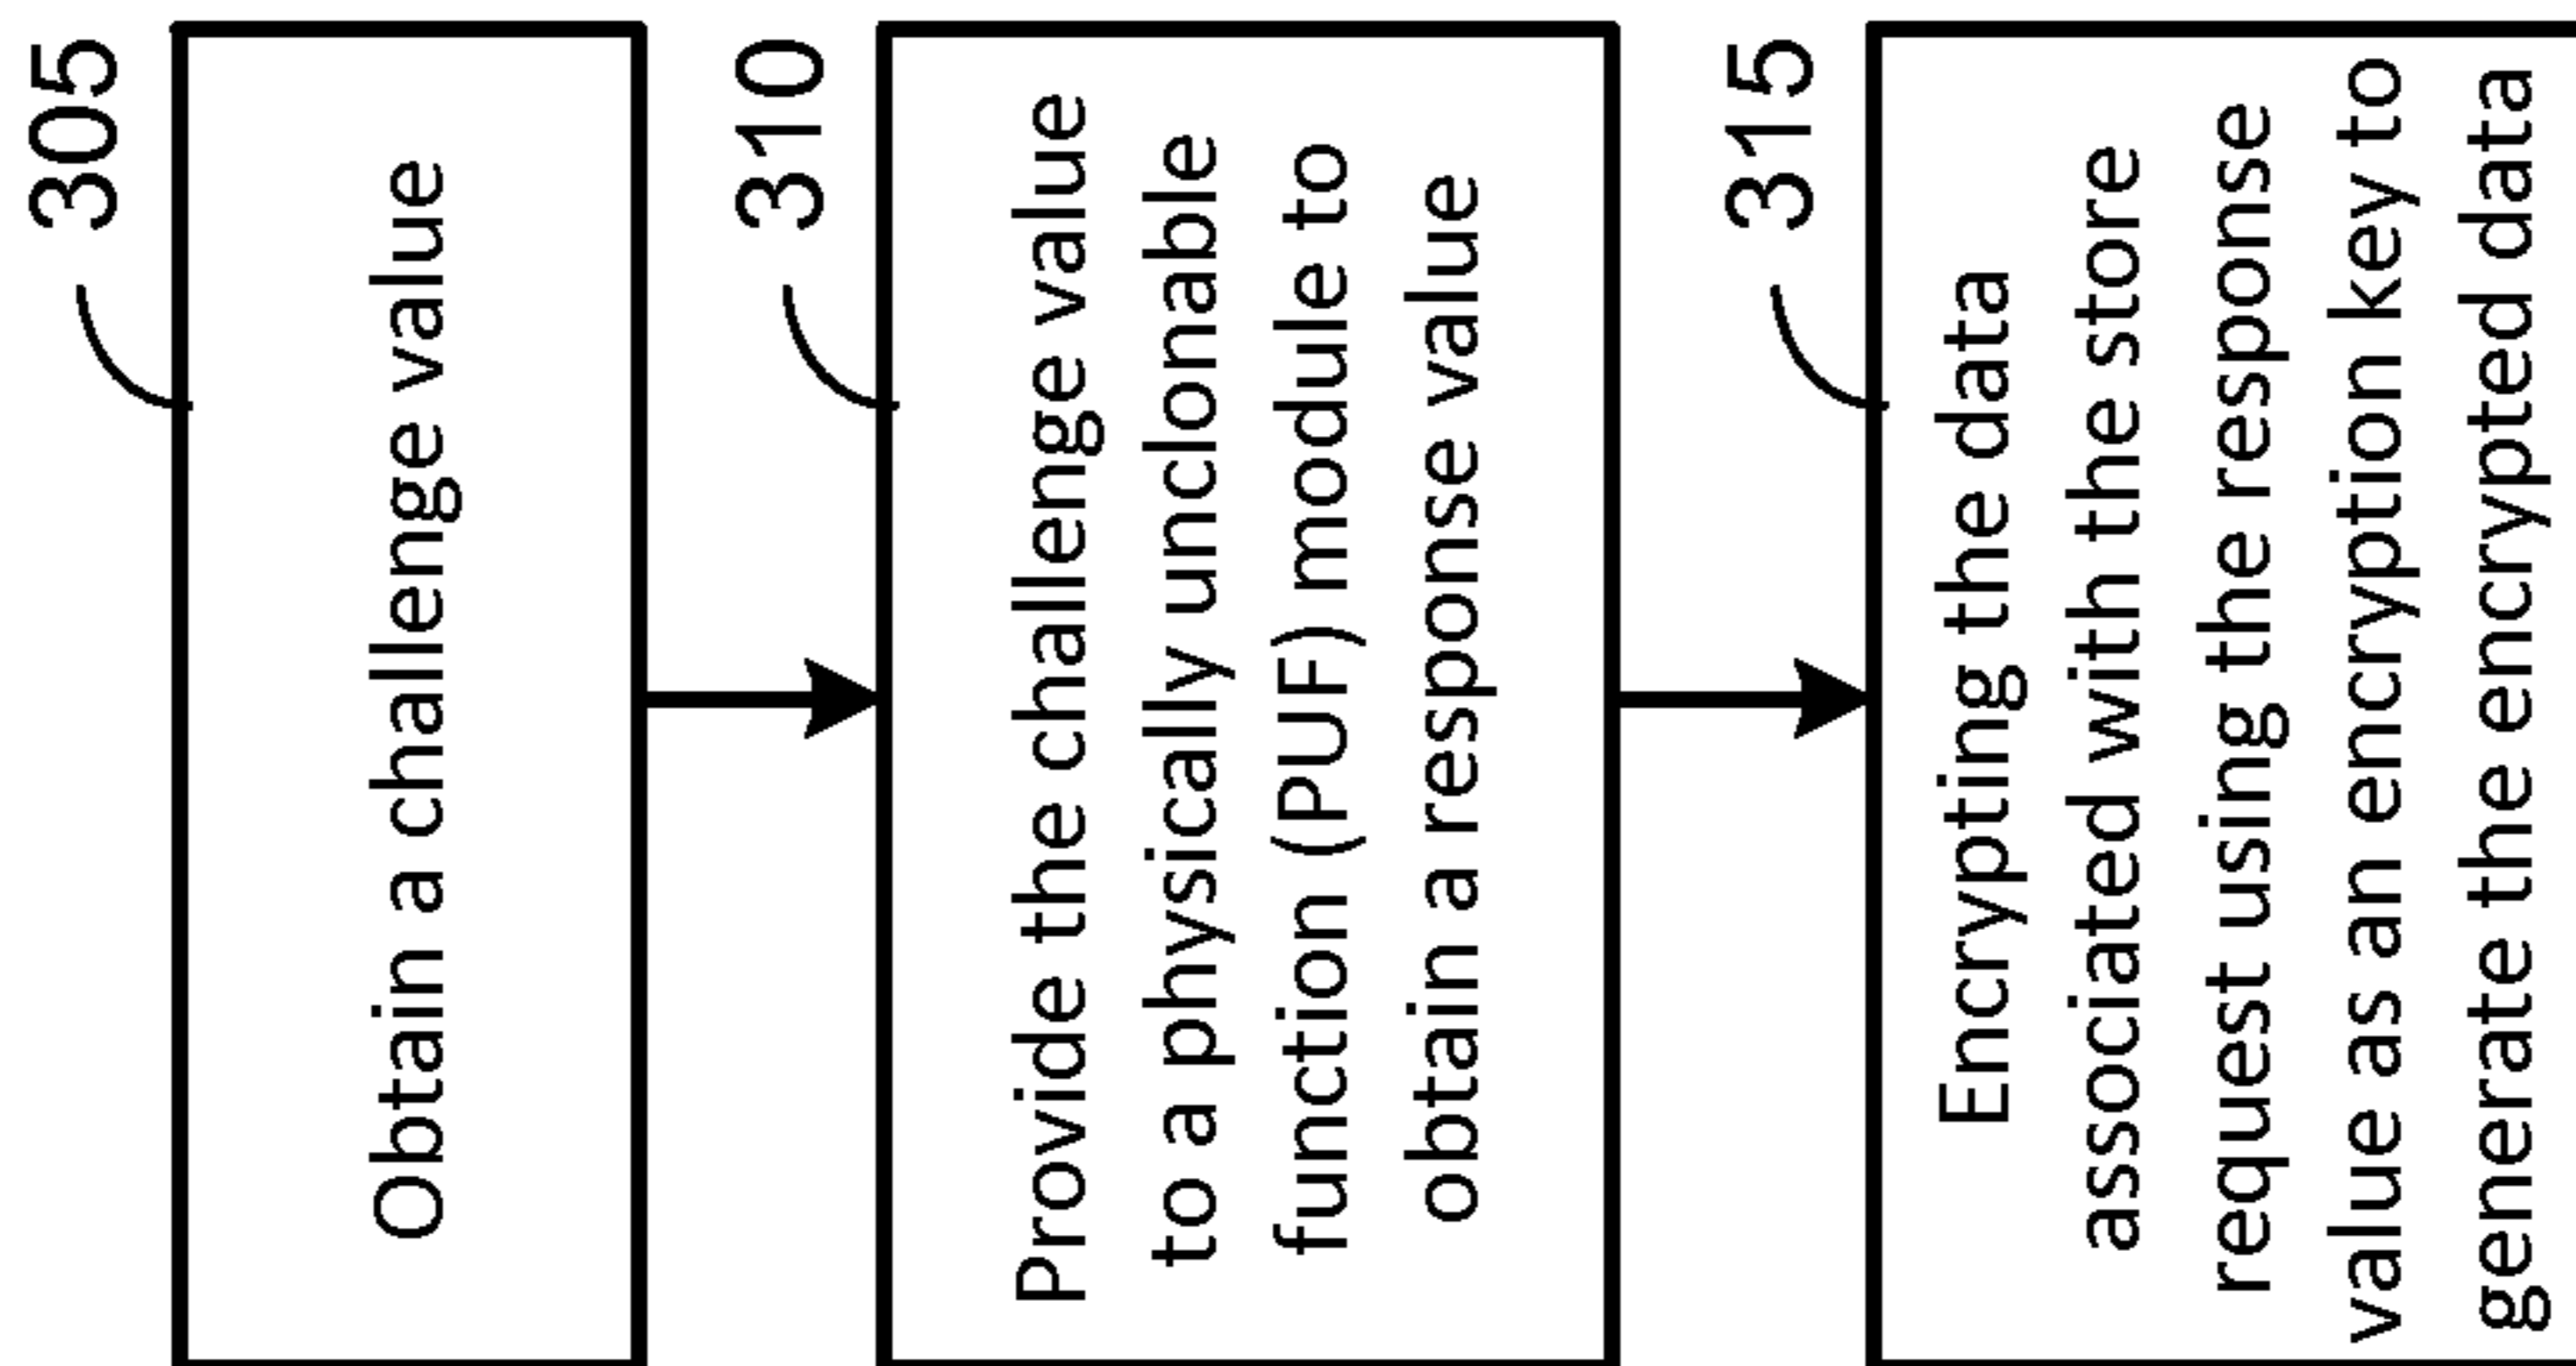 305
Obtain a challenge value
310
Provide the challenge value
to a physically unclonable
function (PUF) module to
obtain a response value
315
Encrypting the data
associated with the store
request using the response
value as an encryption key to
generate the encrypted data